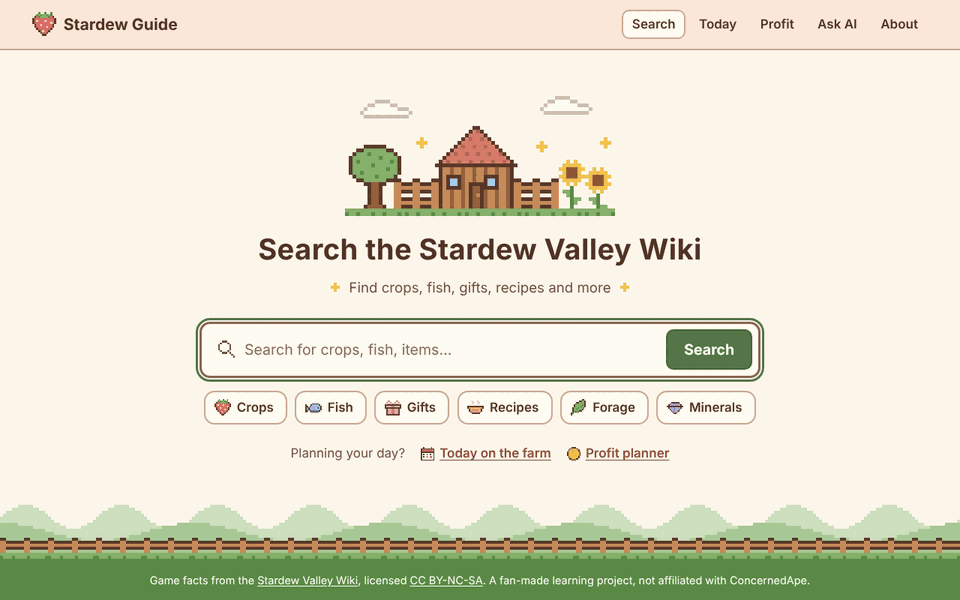 Stardew Guide
Search
Today
Profit
Ask AI
About
Search the Stardew Valley Wiki
Find crops, fish, gifts, recipes and more
Search for crops, fish, items...
Search
Crops
Fish
Gifts
Recipes
Forage
Minerals
Planning your day?
Today on the farm
Profit planner
Game facts from the Stardew Valley Wiki, licensed CC BY-NC-SA. A fan-made learning project, not affiliated with ConcernedApe.